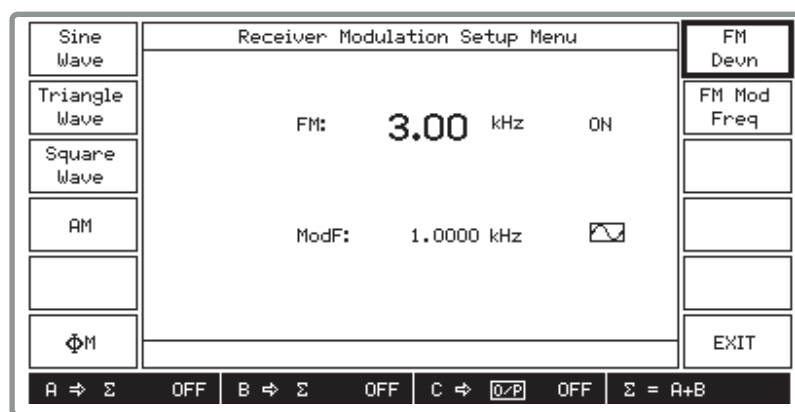 Receiver Modulation Setup Menu
Sine
Wave
Triangle
Wave
Square
Wave
AM
ΦM
FM: 3.00 kHz ON
ModF: 1.0000 kHz
FM
Devn
FM Mod
Freq
EXIT
A ⇨ Σ OFF B ⇨ Σ OFF C ⇨ O/P OFF Σ = A+B